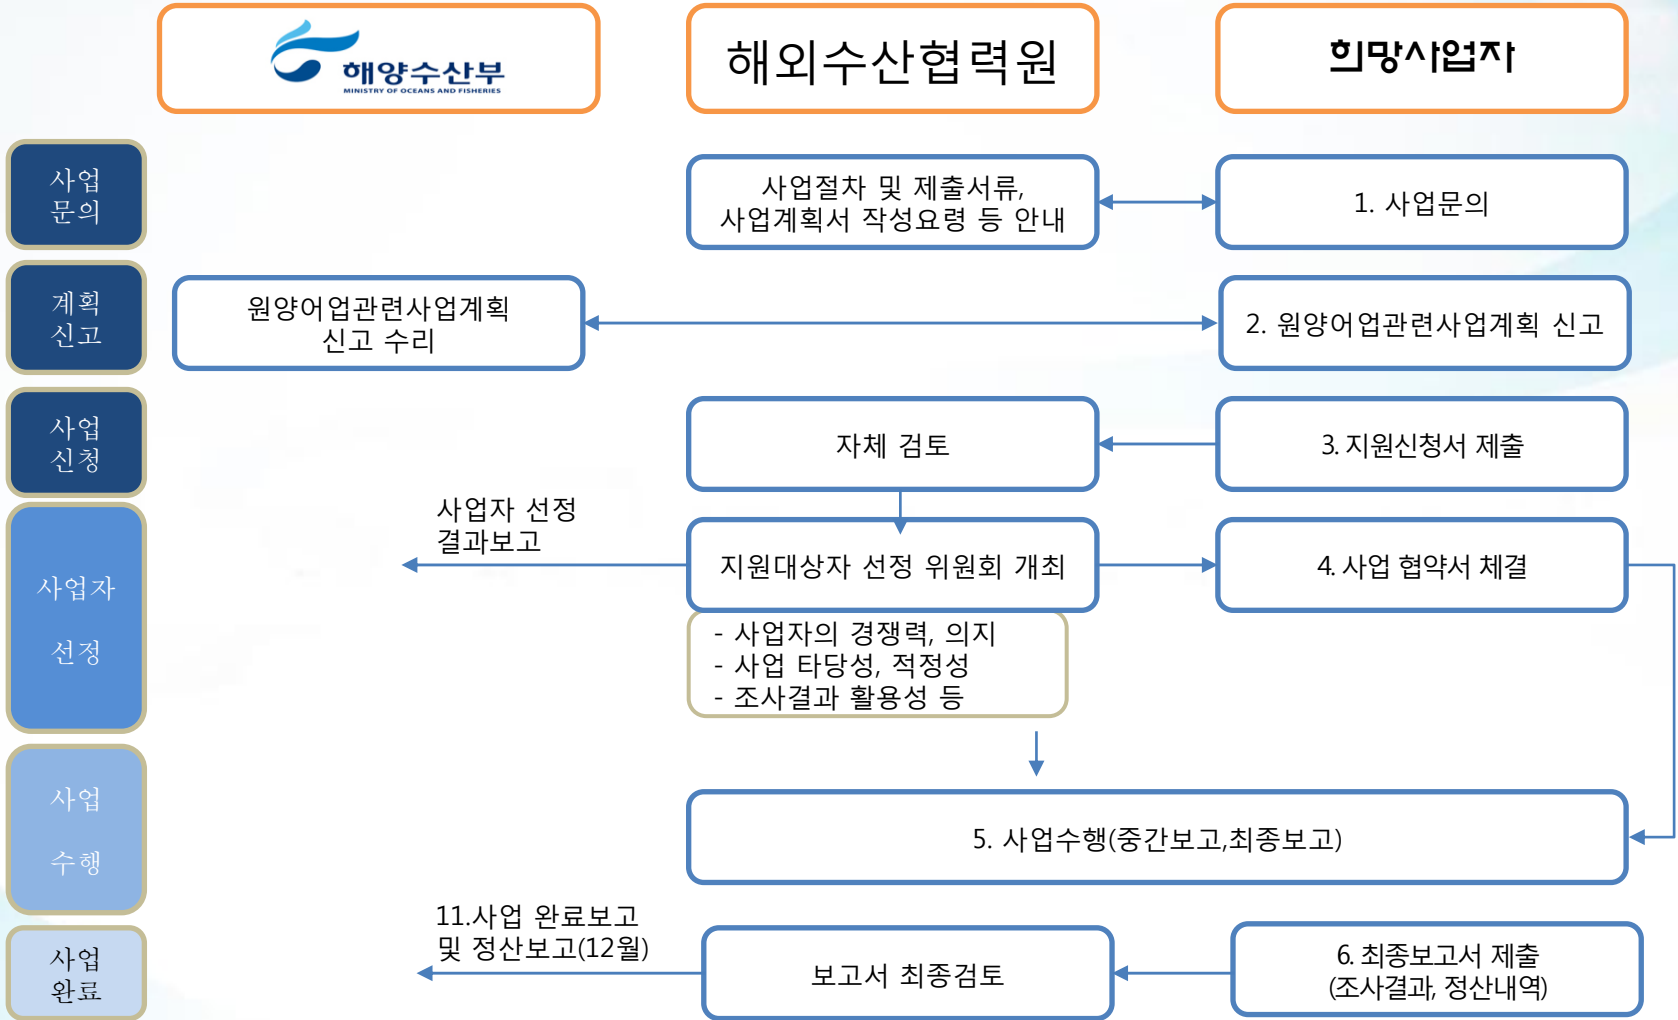 해양수산부
MINISTRY OF OCEANS AND FISHERIES
해외수산협력원
희망사업자
사업
문의
사업절차 및 제출서류,
사업계획서 작성요령 등 안내
1. 사업문의
계획
신고
원양어업관련사업계획
신고 수리
2. 원양어업관련사업계획 신고
사업
신청
자체 검토
3. 지원신청서 제출
사업자
선정
사업자 선정
결과보고
지원대상자 선정 위원회 개최
4. 사업 협약서 체결
- 사업자의 경쟁력, 의지
- 사업 타당성, 적정성
- 조사결과 활용성 등
사업
수행
5. 사업수행(중간보고,최종보고)
사업
완료
11.사업 완료보고
및 정산보고(12월)
보고서 최종검토
6. 최종보고서 제출
(조사결과, 정산내역)